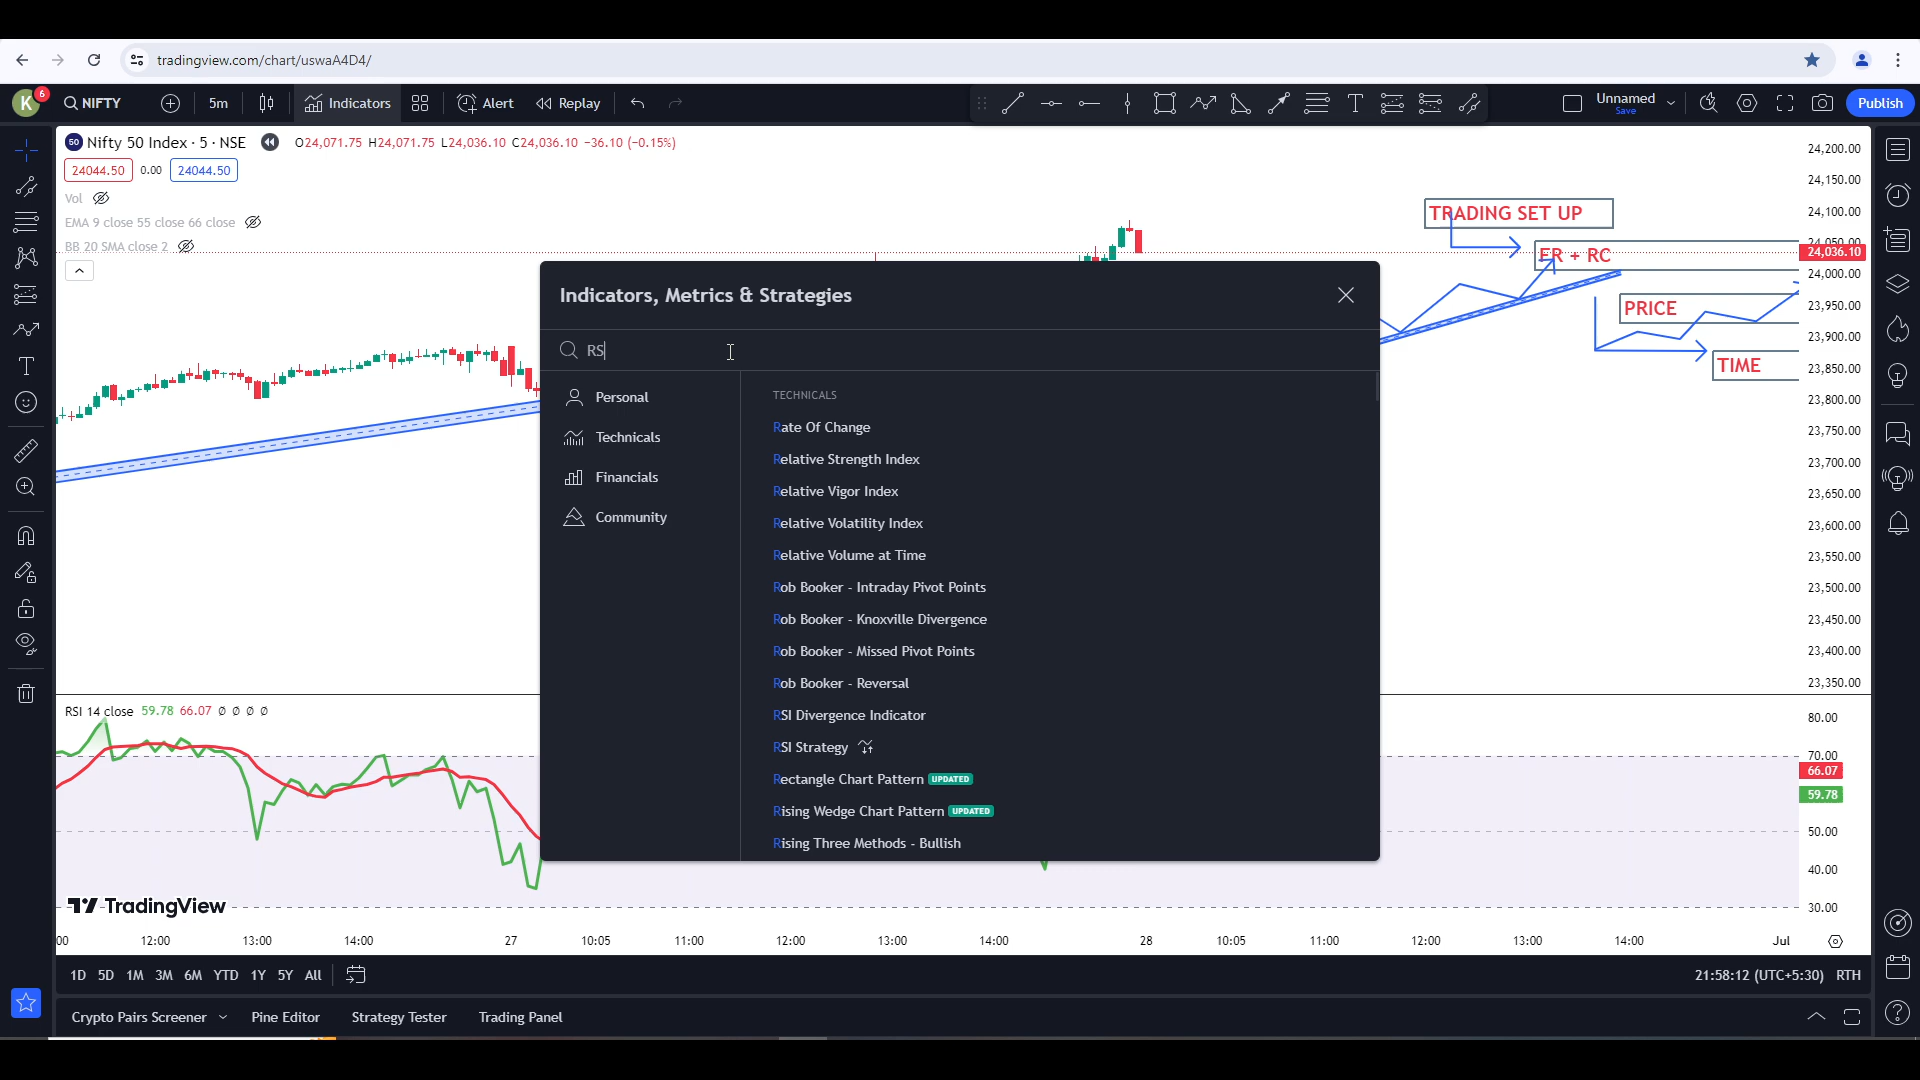 tradingview.com/chart/uswaA4D4/
K 6 NIFTY 5m Indicators Alert Replay Unnamed Save Publish
50 Nifty 50 Index · 5 · NSE O24,071.75 H24,071.75 L24,036.10 C24,036.10 −36.10 (−0.15%)
24044.50 0.00 24044.50
Vol
EMA 9 close 55 close 66 close
BB 20 SMA close 2
TRADING SET UP
ER + RC
PRICE
TIME
24,200.00
24,150.00
24,100.00
24,050.00
24,036.10
24,000.00
23,950.00
23,900.00
23,850.00
23,800.00
23,750.00
23,700.00
23,650.00
23,600.00
23,550.00
23,500.00
23,450.00
23,400.00
23,350.00
Indicators, Metrics & Strategies
RS
Personal
Technicals
Financials
Community
TECHNICALS
Rate Of Change
Relative Strength Index
Relative Vigor Index
Relative Volatility Index
Relative Volume at Time
Rob Booker - Intraday Pivot Points
Rob Booker - Knoxville Divergence
Rob Booker - Missed Pivot Points
Rob Booker - Reversal
RSI Divergence Indicator
RSI Strategy
Rectangle Chart Pattern UPDATED
Rising Wedge Chart Pattern UPDATED
Rising Three Methods - Bullish
RSI 14 close 59.78 66.07 ∅ ∅ ∅ ∅
80.00
70.00
66.07
59.78
50.00
40.00
30.00
TradingView
00 12:00 13:00 14:00 27 10:05 11:00 12:00 13:00 14:00 28 10:05 11:00 12:00 13:00 14:00 Jul
1D 5D 1M 3M 6M YTD 1Y 5Y All 21:58:12 (UTC+5:30) RTH
Crypto Pairs Screener Pine Editor Strategy Tester Trading Panel